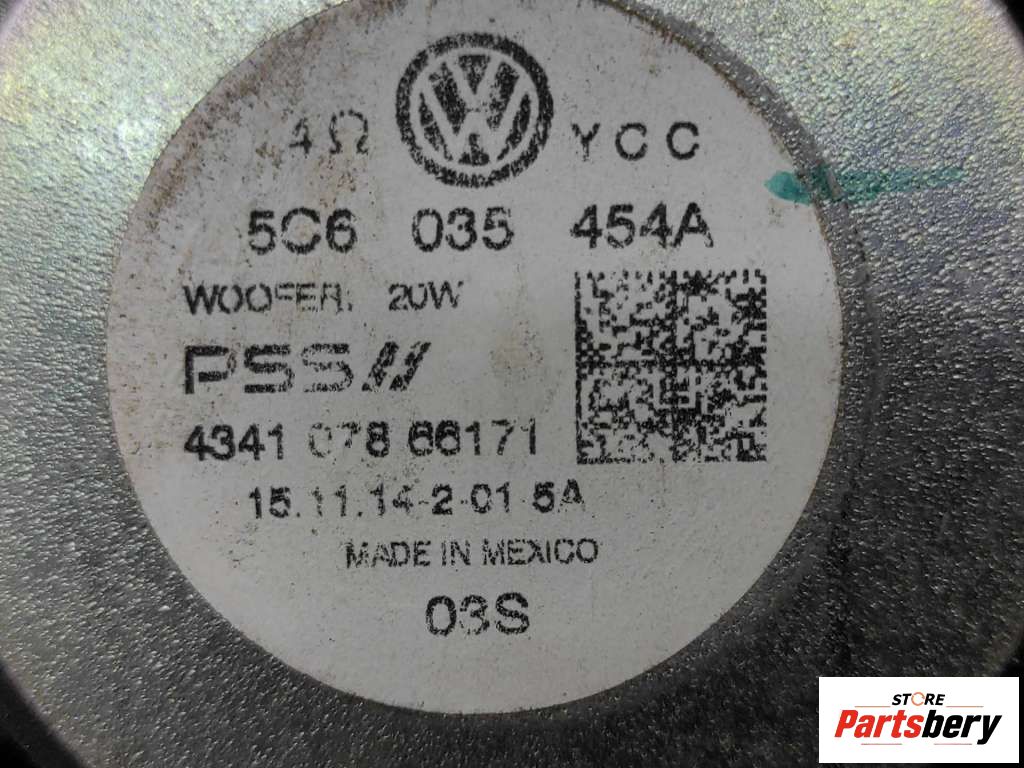 4Ω YCC
5C6 035 454A
WOOFER, 20W
PSS//
4341 078 66171
15.11.14-2-01 5A
MADE IN MEXICO
03S
STORE
Partsbery